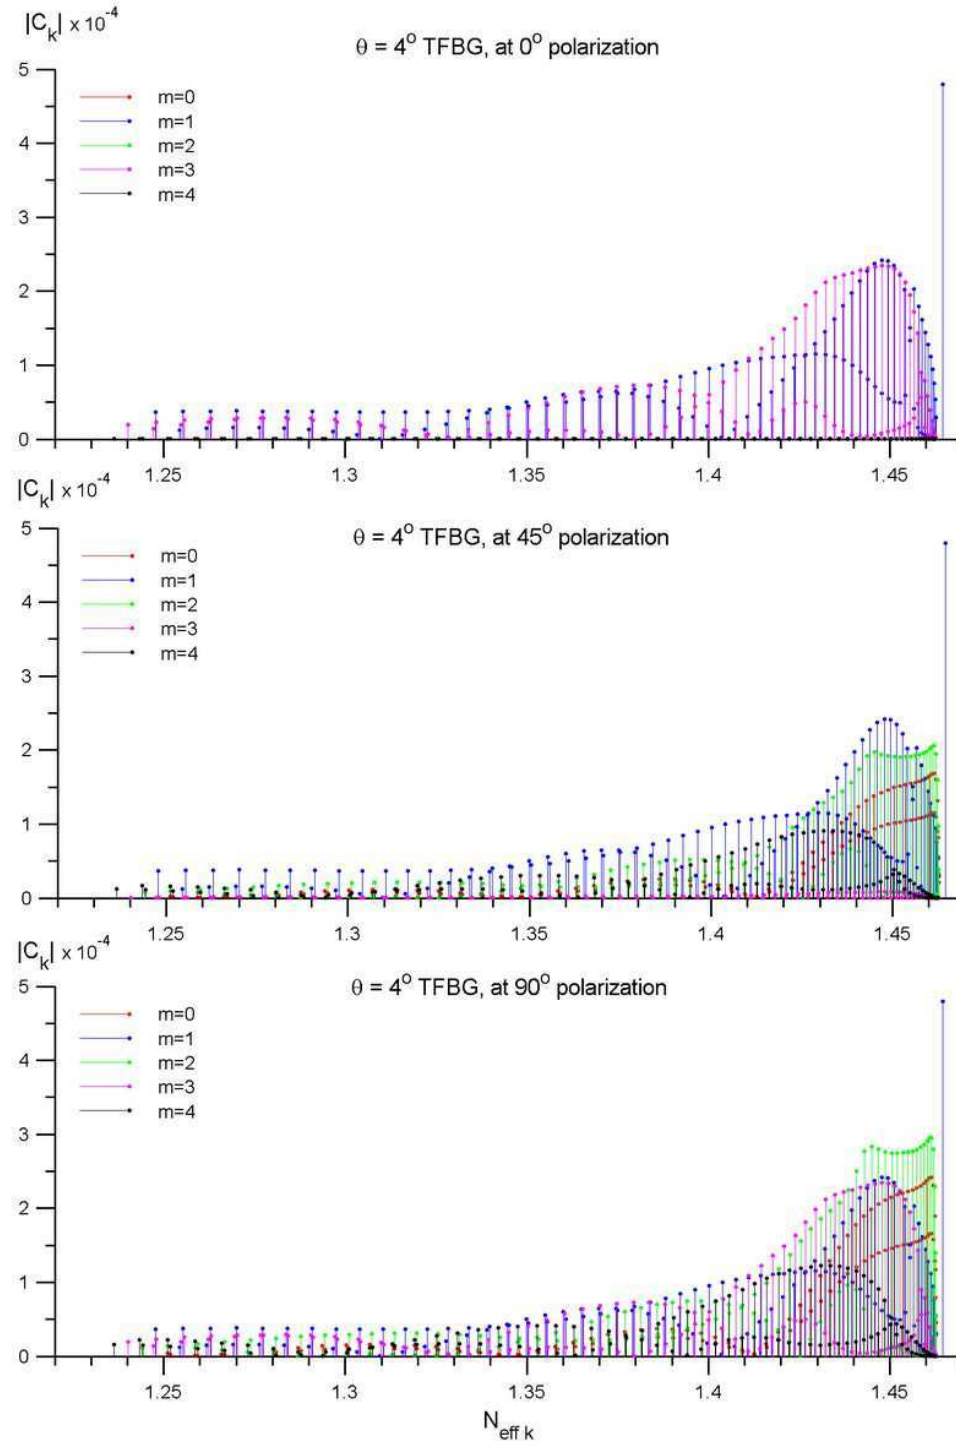 |C_k| x 10^-4
θ = 4° TFBG, at 0° polarization
5
4
3
2
1
0
m=0
m=1
m=2
m=3
m=4
1.25 1.3 1.35 1.4 1.45
|C_k| x 10^-4
θ = 4° TFBG, at 45° polarization
5
4
3
2
1
0
m=0
m=1
m=2
m=3
m=4
1.25 1.3 1.35 1.4 1.45
|C_k| x 10^-4
θ = 4° TFBG, at 90° polarization
5
4
3
2
1
0
m=0
m=1
m=2
m=3
m=4
1.25 1.3 1.35 1.4 1.45
N_eff k